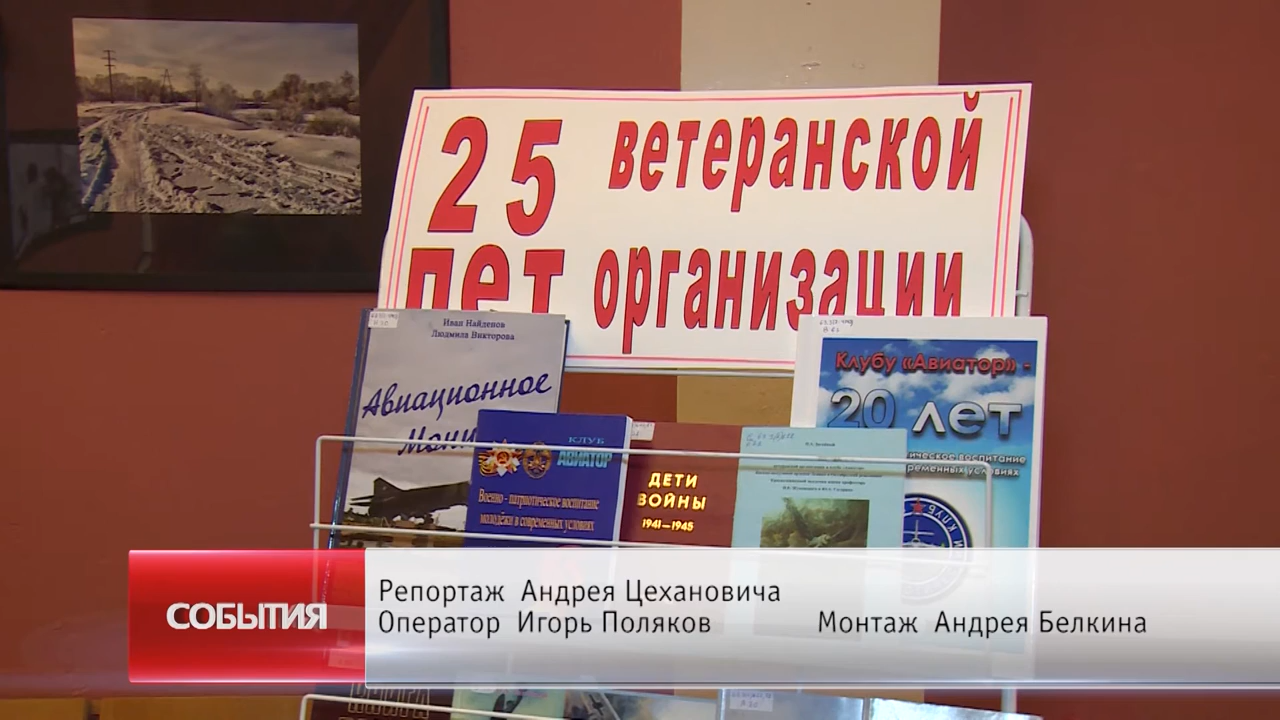 25 ветеранской
лет организации
Иван Найденов
Людмила Викторова
Авиационное
Клубу «Авиатор» -
20 лет
КЛУБ
АВИАТОР
Военно - патриотическое воспитание
молодёжи в современных условиях
ДЕТИ
ВОЙНЫ
1941—1945
СОБЫТИЯ
Репортаж Андрея Цехановича
Оператор Игорь Поляков Монтаж Андрея Белкина